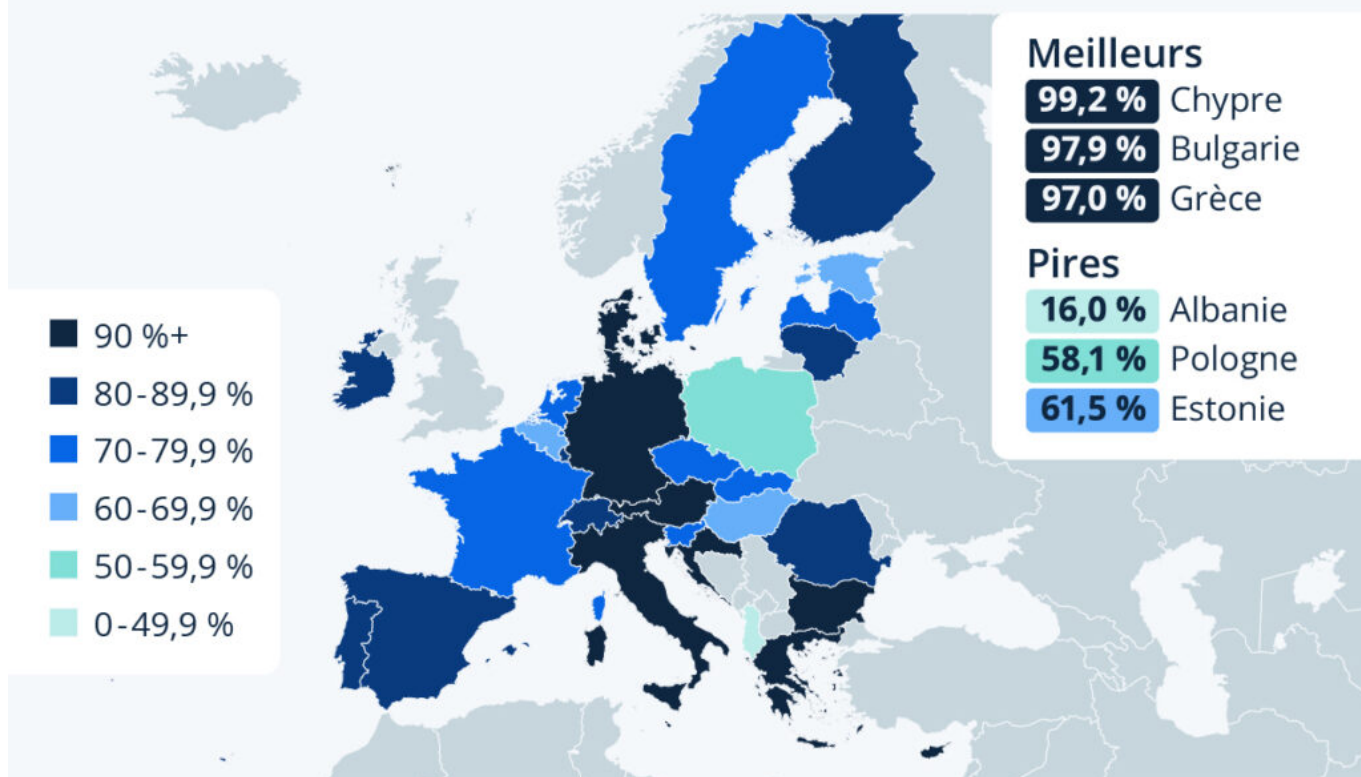 Meilleurs
99,2 % Chypre
97,9 % Bulgarie
97,0 % Grèce
Pires
16,0 % Albanie
58,1 % Pologne
61,5 % Estonie
90 %+
80-89,9 %
70-79,9 %
60-69,9 %
50-59,9 %
0-49,9 %